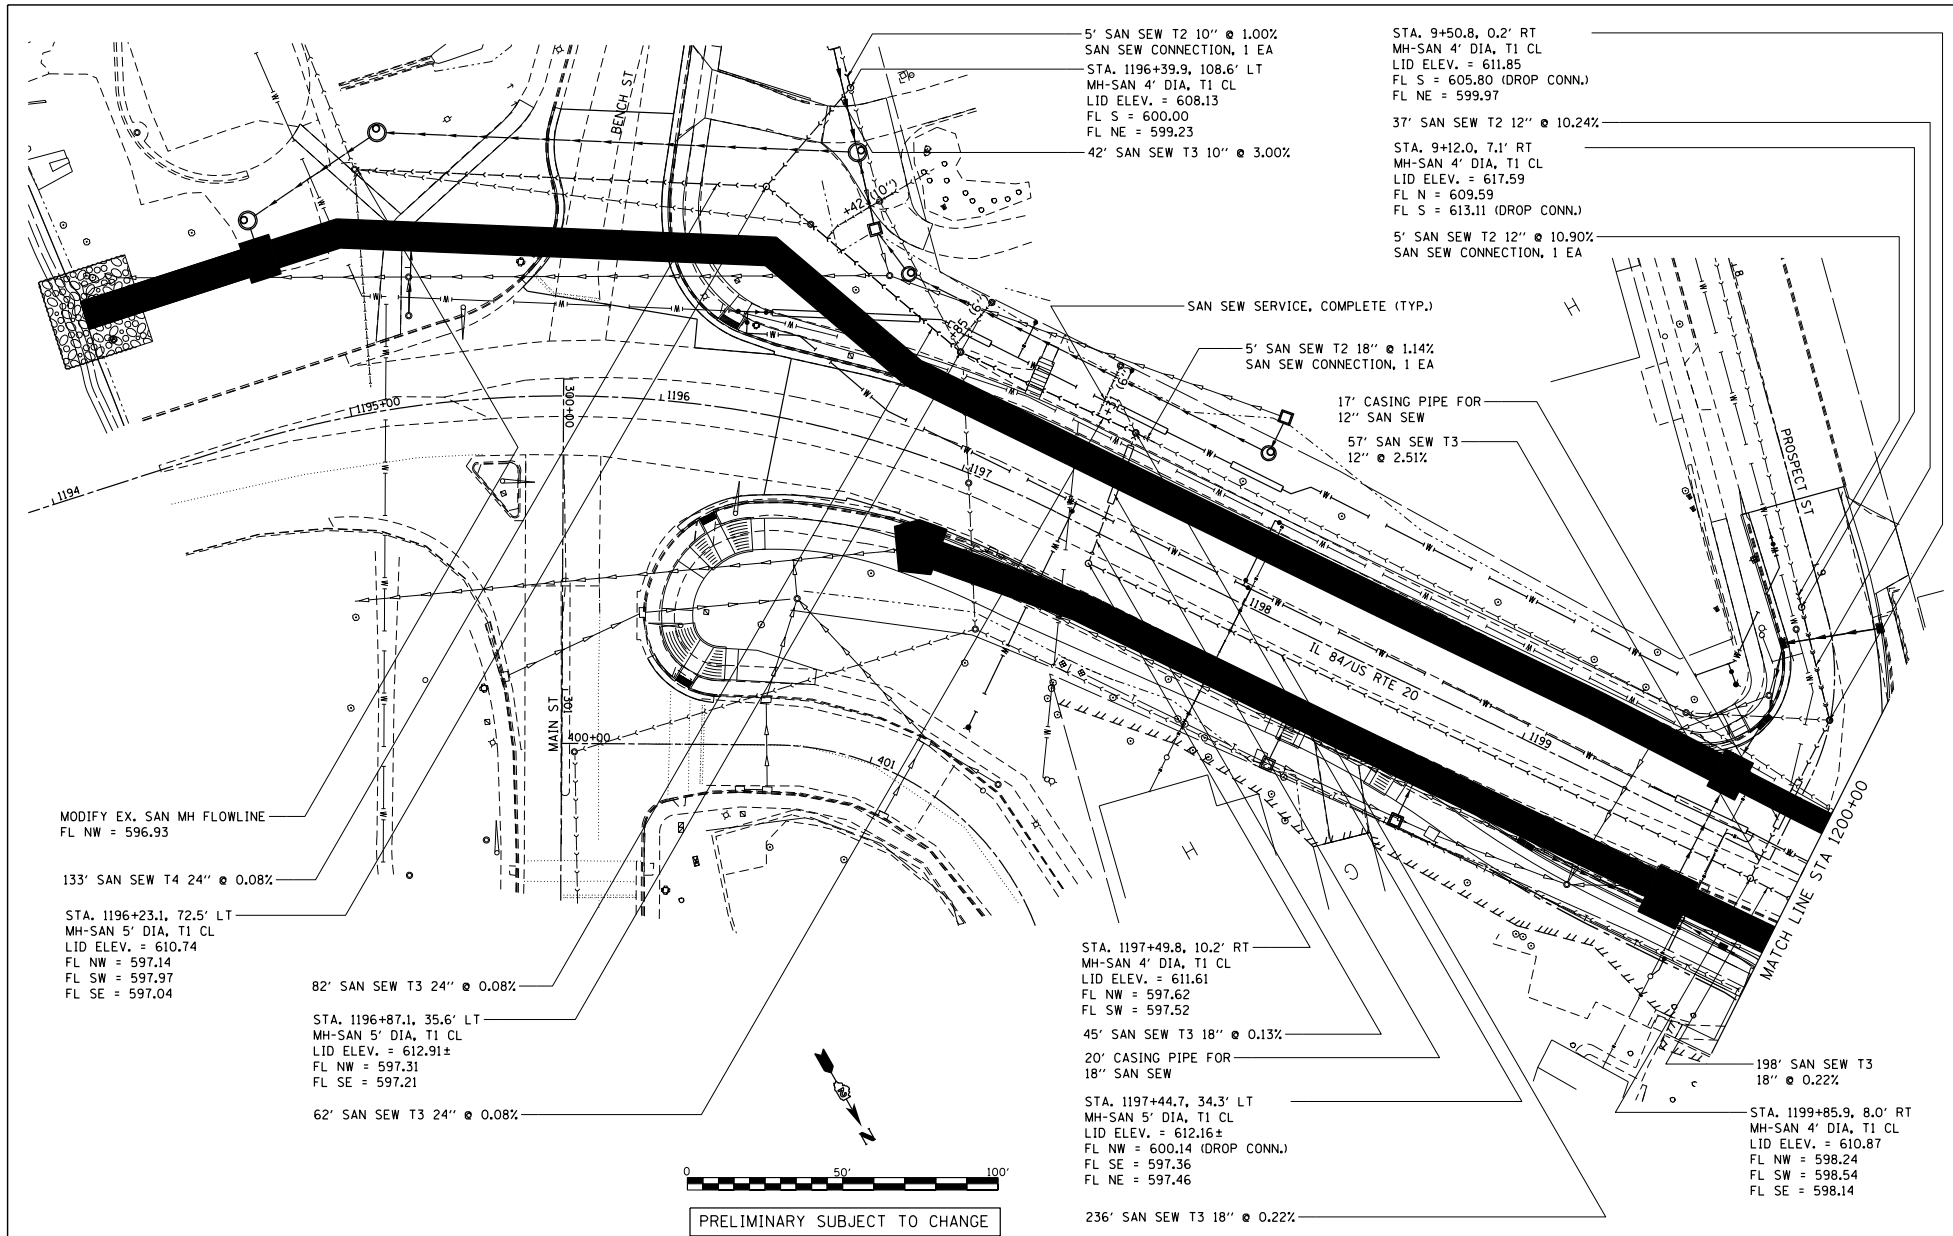 5' SAN SEW T2 10" @ 1.00%
SAN SEW CONNECTION, 1 EA
STA. 1196+39.9, 108.6' LT
MH-SAN 4' DIA, T1 CL
LID ELEV. = 608.13
FL S = 600.00
FL NE = 599.23
42' SAN SEW T3 10" @ 3.00%
STA. 9+50.8, 0.2' RT
MH-SAN 4' DIA, T1 CL
LID ELEV. = 611.85
FL S = 605.80 (DROP CONN.)
FL NE = 599.97
37' SAN SEW T2 12" @ 10.24%
STA. 9+12.0, 7.1' RT
MH-SAN 4' DIA, T1 CL
LID ELEV. = 617.59
FL N = 609.59
FL S = 613.11 (DROP CONN.)
5' SAN SEW T2 12" @ 10.90%
SAN SEW CONNECTION, 1 EA
BENCH ST
+42 (10")
SAN SEW SERVICE, COMPLETE (TYP.)
5' SAN SEW T2 18" @ 1.14%
SAN SEW CONNECTION, 1 EA
17' CASING PIPE FOR
12" SAN SEW
57' SAN SEW T3
12" @ 2.51%
H
PROSPECT ST
1194
1195+00
1196
1197
1198
1199
300+00
301
400+00
401
MAIN ST
IL 84/US RTE 20
H
G
MATCH LINE STA 1200+00
MODIFY EX. SAN MH FLOWLINE
FL NW = 596.93
133' SAN SEW T4 24" @ 0.08%
STA. 1196+23.1, 72.5' LT
MH-SAN 5' DIA, T1 CL
LID ELEV. = 610.74
FL NW = 597.14
FL SW = 597.97
FL SE = 597.04
82' SAN SEW T3 24" @ 0.08%
STA. 1196+87.1, 35.6' LT
MH-SAN 5' DIA, T1 CL
LID ELEV. = 612.91±
FL NW = 597.31
FL SE = 597.21
62' SAN SEW T3 24" @ 0.08%
STA. 1197+49.8, 10.2' RT
MH-SAN 4' DIA, T1 CL
LID ELEV. = 611.61
FL NW = 597.62
FL SW = 597.52
45' SAN SEW T3 18" @ 0.13%
20' CASING PIPE FOR
18" SAN SEW
STA. 1197+44.7, 34.3' LT
MH-SAN 5' DIA, T1 CL
LID ELEV. = 612.16±
FL NW = 600.14 (DROP CONN.)
FL SE = 597.36
FL NE = 597.46
236' SAN SEW T3 18" @ 0.22%
198' SAN SEW T3
18" @ 0.22%
STA. 1199+85.9, 8.0' RT
MH-SAN 4' DIA, T1 CL
LID ELEV. = 610.87
FL NW = 598.24
FL SW = 598.54
FL SE = 598.14
N
0 50' 100'
PRELIMINARY SUBJECT TO CHANGE